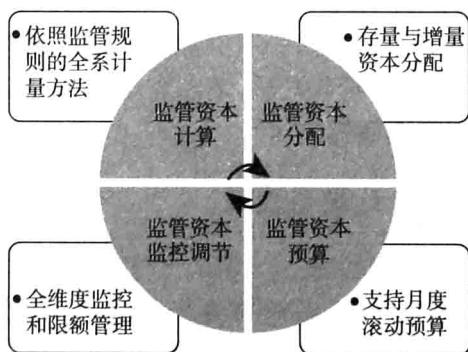 • 依照监管规
则的全系计
量方法
• 存量与增量
资本分配
监管资本
计算
监管资本
分配
监管资本
监控调节
监管资本
预算
• 全维度监控
和限额管理
• 支持月度
滚动预算